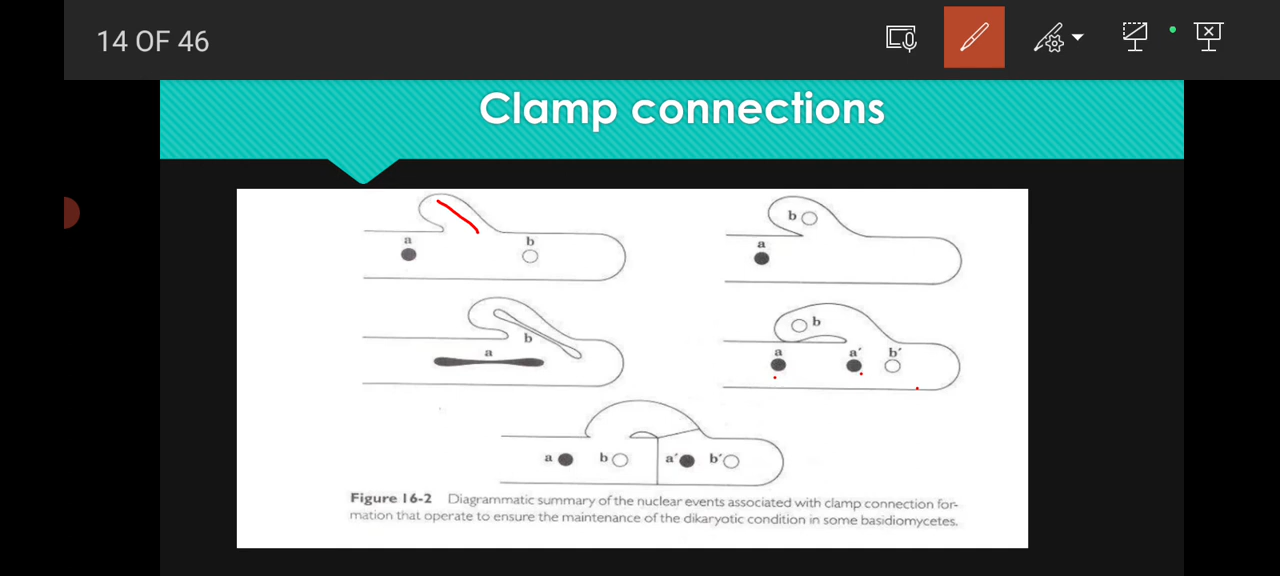 14 OF 46
Clamp connections
a
b
b
a
b
a
b
a a′ b′
a b a′ b′
Figure 16-2 Diagrammatic summary of the nuclear events associated with clamp connection for-
mation that operate to ensure the maintenance of the dikaryotic condition in some basidiomycetes.